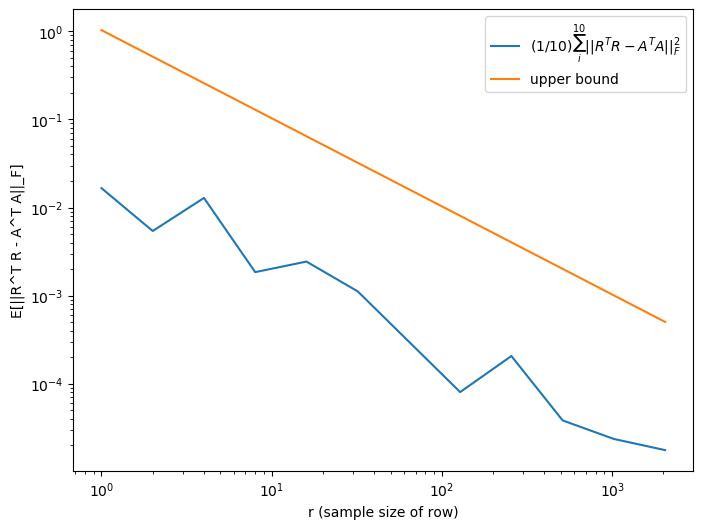 10
(1/10)∑||R^T R − A^T A||_F^2
i
upper bound
10^0
10^−1
10^−2
10^−3
10^−4
E[||R^T R - A^T A||_F]
10^0
10^1
10^2
10^3
r (sample size of row)